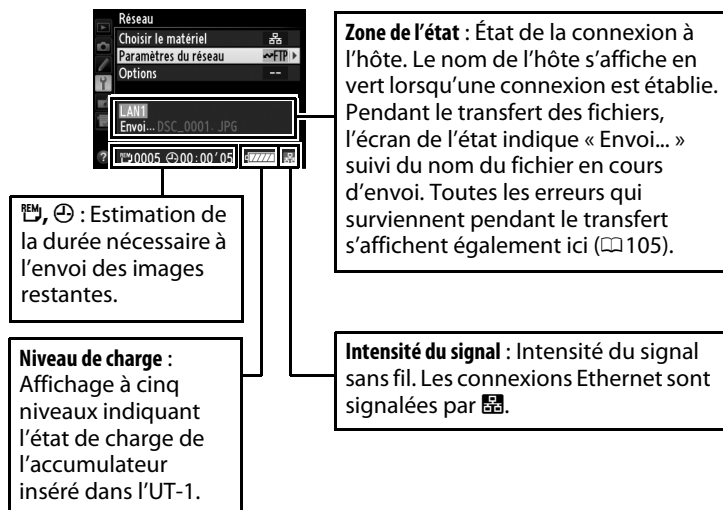 Réseau
Choisir le matériel
Paramètres du réseau FTP
Options --
LAN1
Envoi... DSC_0001. JPG
REM 0005 00:00'05
Zone de l'état : État de la connexion à
l'hôte. Le nom de l'hôte s'affiche en
vert lorsqu'une connexion est établie.
Pendant le transfert des fichiers,
l'écran de l'état indique « Envoi... »
suivi du nom du fichier en cours
d'envoi. Toutes les erreurs qui
surviennent pendant le transfert
s'affichent également ici (105).
REM, : Estimation de
la durée nécessaire à
l'envoi des images
restantes.
Niveau de charge :
Affichage à cinq
niveaux indiquant
l'état de charge de
l'accumulateur
inséré dans l'UT-1.
Intensité du signal : Intensité du signal
sans fil. Les connexions Ethernet sont
signalées par .